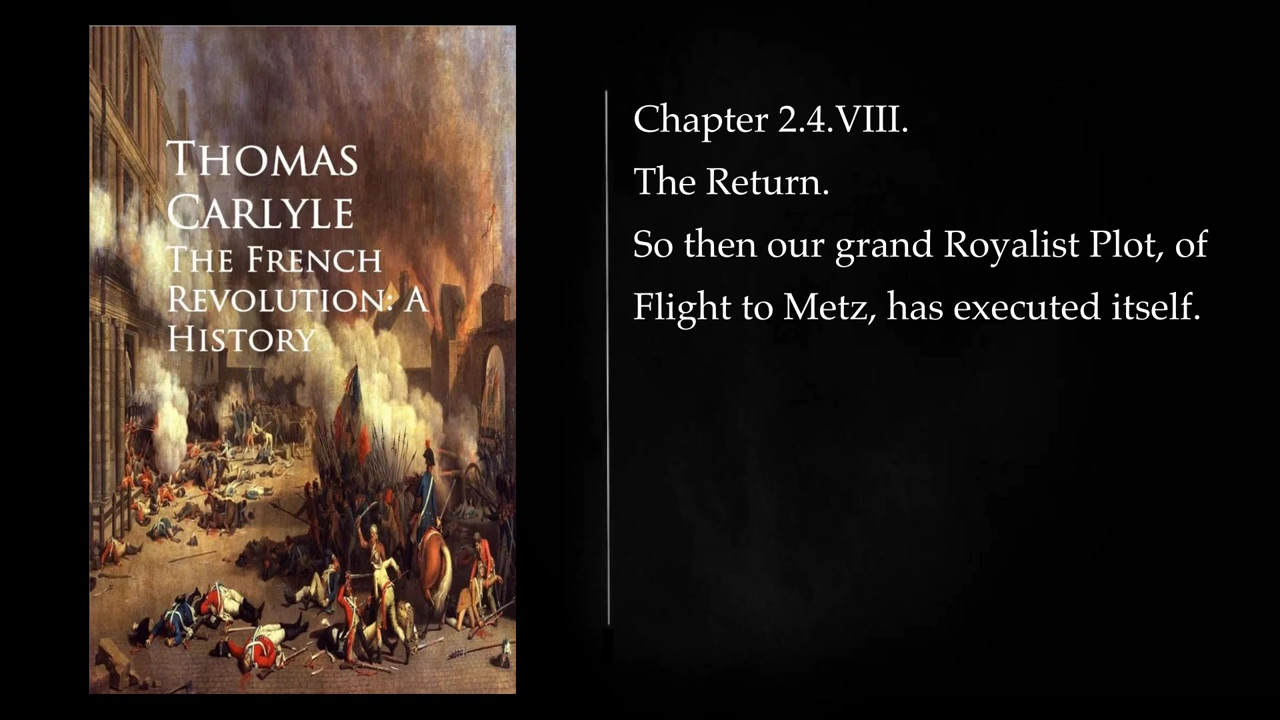 THOMAS
CARLYLE
THE FRENCH
REVOLUTION: A
HISTORY
Chapter 2.4.VIII.
The Return.
So then our grand Royalist Plot, of
Flight to Metz, has executed itself.